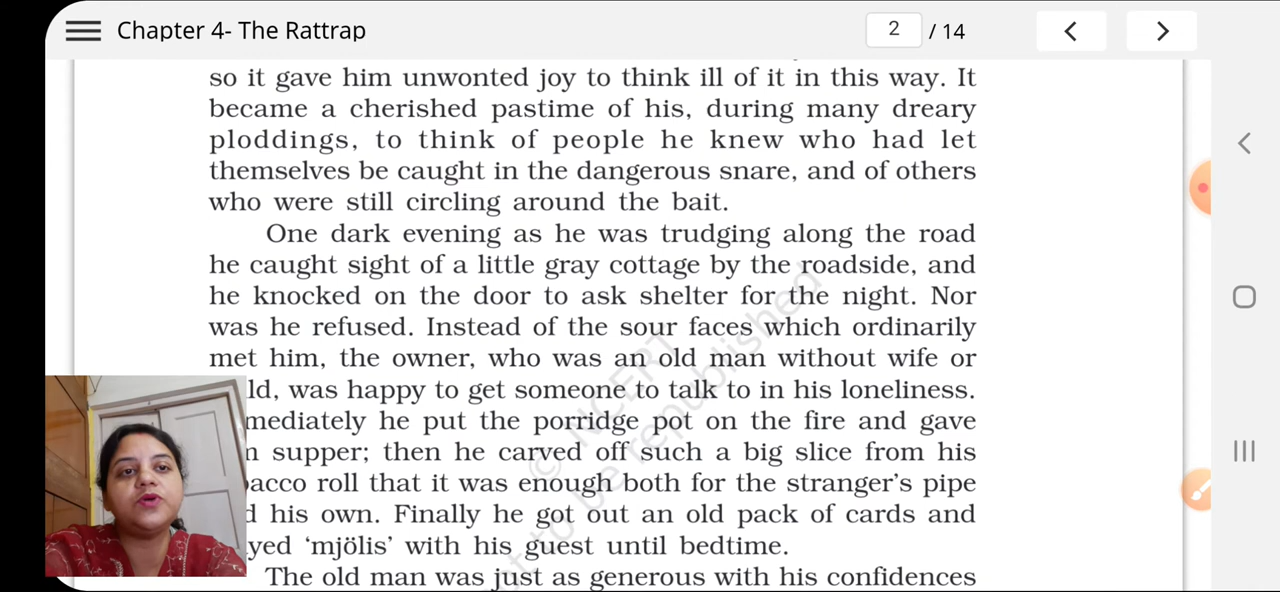 Chapter 4- The Rattrap
2 / 14
so it gave him unwonted joy to think ill of it in this way. It
became a cherished pastime of his, during many dreary
ploddings, to think of people he knew who had let
themselves be caught in the dangerous snare, and of others
who were still circling around the bait.
One dark evening as he was trudging along the road
he caught sight of a little gray cottage by the roadside, and
he knocked on the door to ask shelter for the night. Nor
was he refused. Instead of the sour faces which ordinarily
met him, the owner, who was an old man without wife or
ld, was happy to get someone to talk to in his loneliness.
mediately he put the porridge pot on the fire and gave
supper; then he carved off such a big slice from his
acco roll that it was enough both for the stranger's pipe
d his own. Finally he got out an old pack of cards and
yed ‘mjölis’ with his guest until bedtime.
The old man was just as generous with his confidences
© NCERT
not to be republished